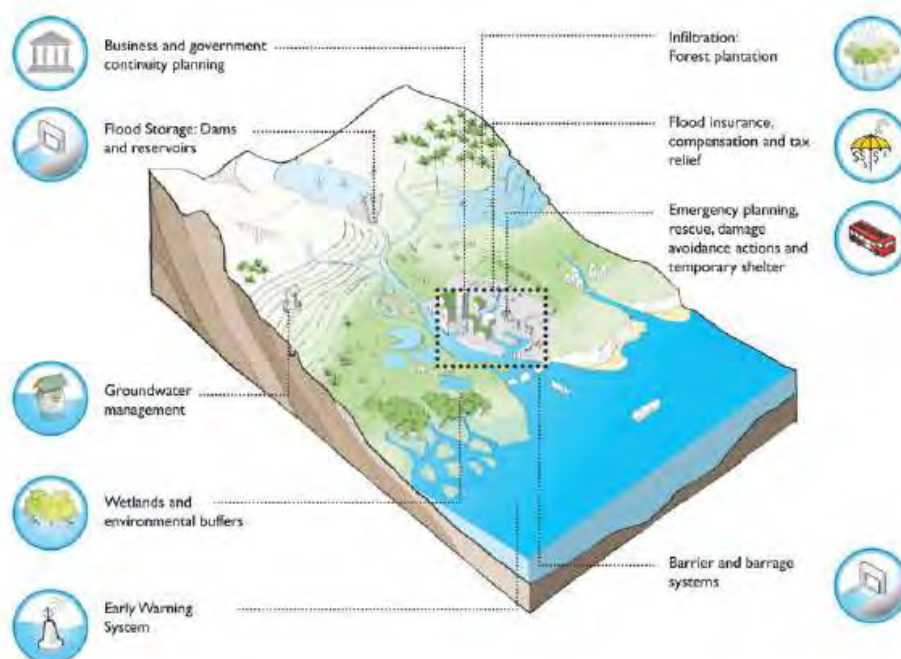 Business and government
continuity planning
Flood Storage: Dams
and reservoirs
Groundwater
management
Wetlands and
environmental buffers
Early Warning
System
Infiltration:
Forest plantation
Flood insurance,
compensation and tax
relief
Emergency planning,
rescue, damage
avoidance actions and
temporary shelter
Barrier and barrage
systems